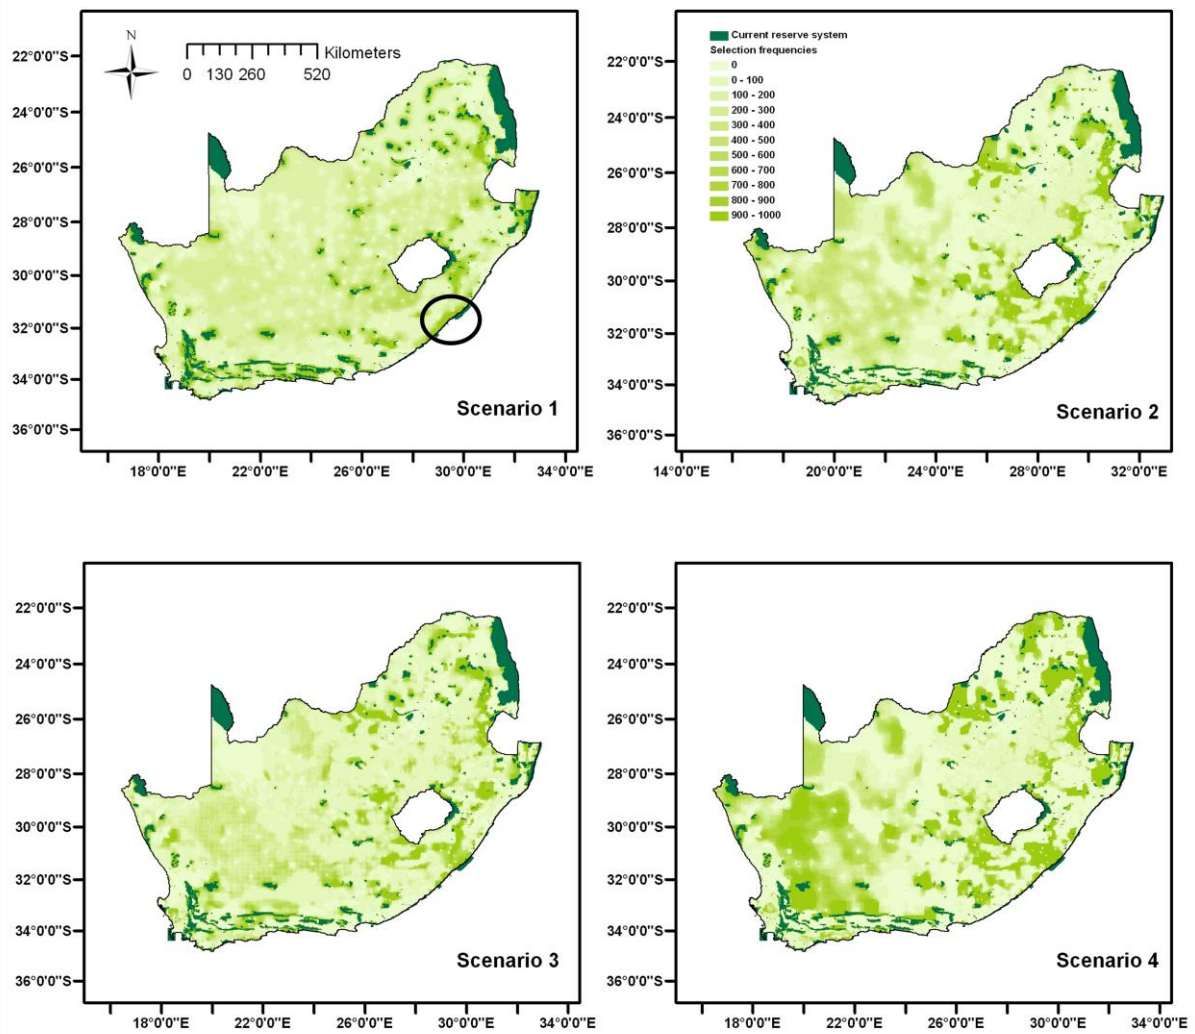 N
Kilometers
0 130 260 520
22°0'0"S
24°0'0"S
26°0'0"S
28°0'0"S
30°0'0"S
32°0'0"S
34°0'0"S
36°0'0"S
Scenario 1
18°0'0"E 22°0'0"E 26°0'0"E 30°0'0"E 34°0'0"E
Current reserve system
Selection frequencies
0
0 - 100
100 - 200
200 - 300
300 - 400
400 - 500
500 - 600
600 - 700
700 - 800
800 - 900
900 - 1000
22°0'0"S
24°0'0"S
26°0'0"S
28°0'0"S
30°0'0"S
32°0'0"S
34°0'0"S
36°0'0"S
Scenario 2
14°0'0"E 20°0'0"E 24°0'0"E 28°0'0"E 32°0'0"E
22°0'0"S
24°0'0"S
26°0'0"S
28°0'0"S
30°0'0"S
32°0'0"S
34°0'0"S
36°0'0"S
Scenario 3
18°0'0"E 22°0'0"E 26°0'0"E 30°0'0"E 34°0'0"E
22°0'0"S
24°0'0"S
26°0'0"S
28°0'0"S
30°0'0"S
32°0'0"S
34°0'0"S
36°0'0"S
Scenario 4
18°0'0"E 22°0'0"E 26°0'0"E 30°0'0"E 34°0'0"E